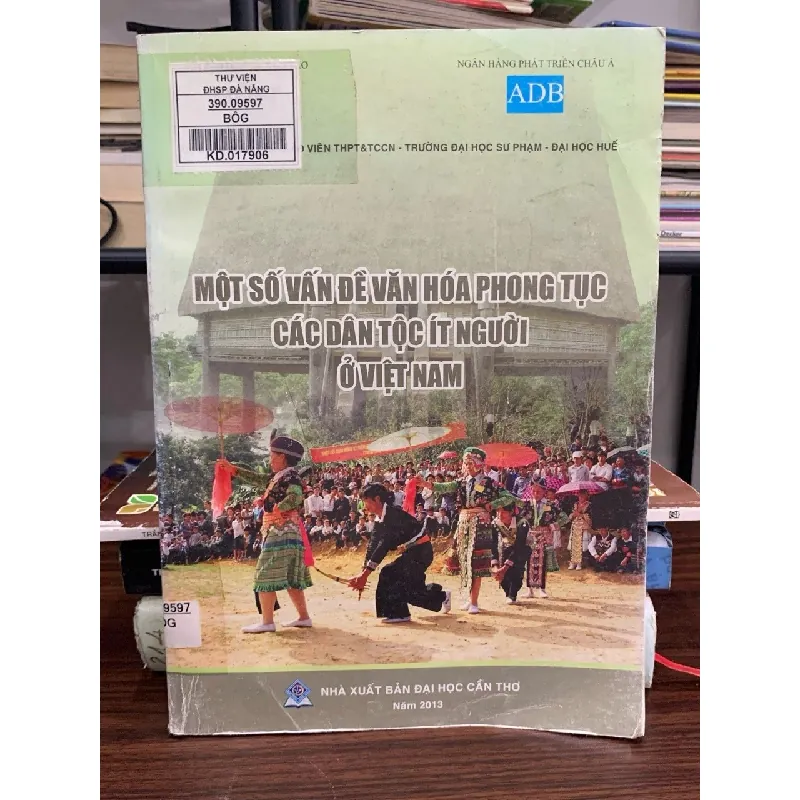 THƯ VIỆN
ĐHSP ĐÀ NẴNG
390.09597
BÔG
KD.017906
NGÂN HÀNG PHÁT TRIỂN CHÂU Á
ADB
VIÊN THPT&TCCN - TRƯỜNG ĐẠI HỌC SƯ PHẠM - ĐẠI HỌC HUẾ
MỘT SỐ VẤN ĐỀ VĂN HÓA PHONG TỤC
CÁC DÂN TỘC ÍT NGƯỜI
Ở VIỆT NAM
9597
NHÀ XUẤT BẢN ĐẠI HỌC CẦN THƠ
Năm 2013